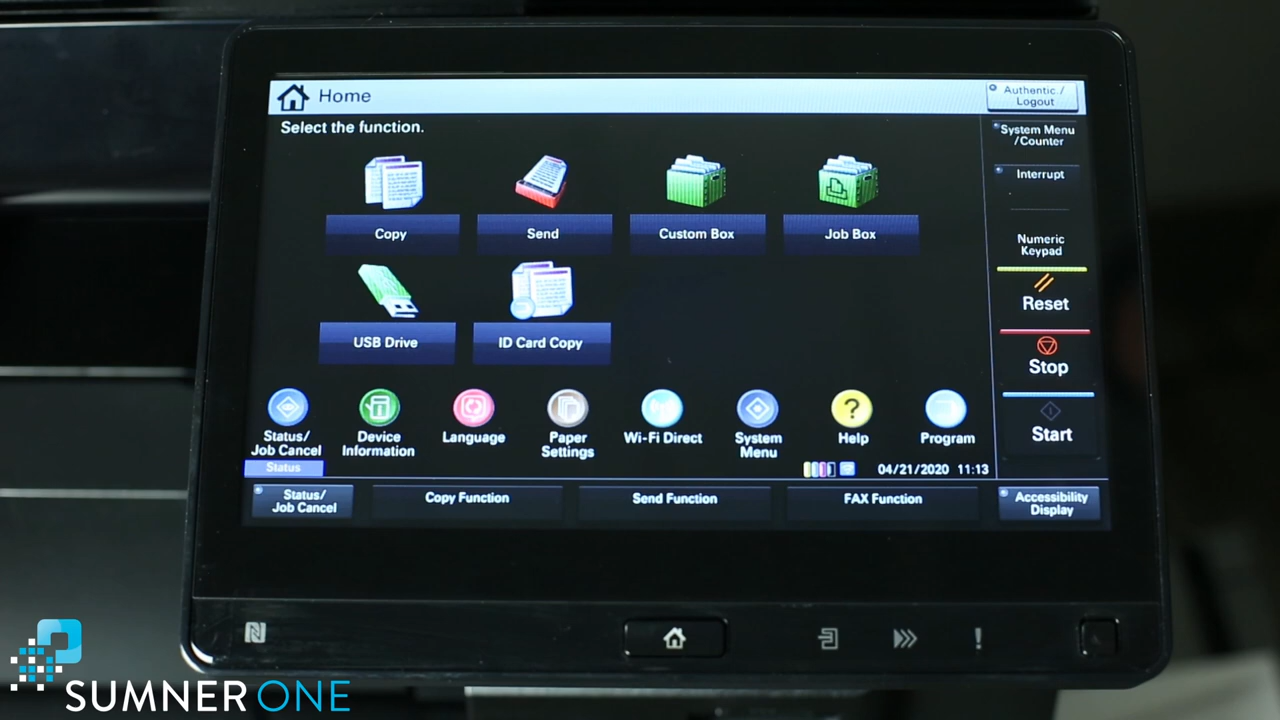 Home
Authentic./
Logout
Select the function.
System Menu
/Counter
Interrupt
Copy
Send
Custom Box
Job Box
Numeric
Keypad
Reset
USB Drive
ID Card Copy
Stop
Status/
Job Cancel
Device
Information
Language
Paper
Settings
Wi-Fi Direct
System
Menu
Help
Program
Start
Status
04/21/2020 11:13
Status/
Job Cancel
Copy Function
Send Function
FAX Function
Accessibility
Display
SUMNERONE